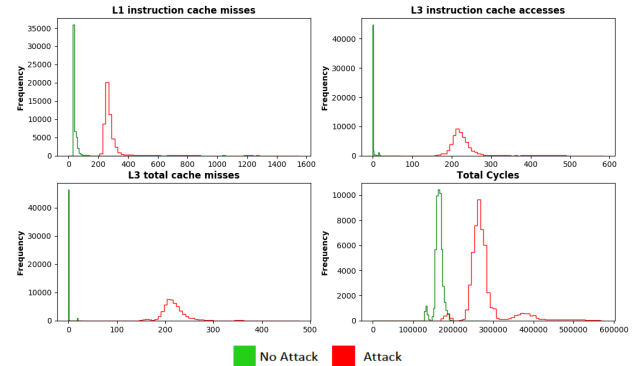 L1 instruction cache misses
Frequency
35000
30000
25000
20000
15000
10000
5000
0
0 200 400 600 800 1000 1200 1400 1600
L3 instruction cache accesses
Frequency
40000
30000
20000
10000
0
0 100 200 300 400 500 600
L3 total cache misses
Frequency
40000
30000
20000
10000
0
0 100 200 300 400 500
Total Cycles
Frequency
10000
8000
6000
4000
2000
0
0 100000 200000 300000 400000 500000 600000
No Attack Attack